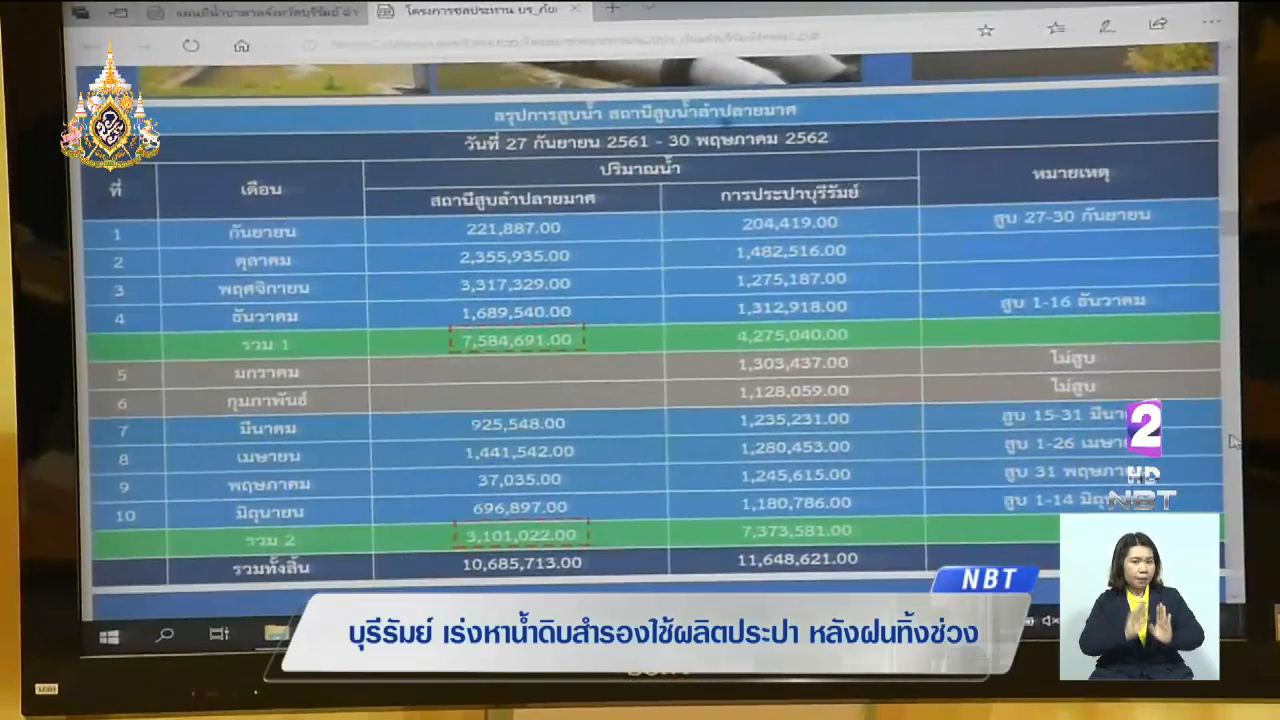 สรุปการสูบน้ำ สถานีสูบน้ำลำปลายมาศ
วันที่ 27 กันยายน 2561 - 30 พฤษภาคม 2562
ที่ เดือน ปริมาณน้ำ หมายเหตุ
สถานีสูบลำปลายมาศ การประปาบุรีรัมย์
1 กันยายน 221,887.00 204,419.00 สูบ 27-30 กันยายน
2 ตุลาคม 2,355,935.00 1,482,516.00
3 พฤศจิกายน 3,317,329.00 1,275,187.00
4 ธันวาคม 1,689,540.00 1,312,918.00 สูบ 1-16 ธันวาคม
รวม 1 7,584,691.00 4,275,040.00
5 มกราคม 1,303,437.00 ไม่สูบ
6 กุมภาพันธ์ 1,128,059.00 ไม่สูบ
7 มีนาคม 925,548.00 1,235,231.00 สูบ 15-31 มีนา
8 เมษายน 1,441,542.00 1,280,453.00 สูบ 1-26 เมษา
9 พฤษภาคม 37,035.00 1,245,615.00 สูบ 31 พฤษภา
10 มิถุนายน 696,897.00 1,180,786.00 สูบ 1-14 มิถุ
รวม 2 3,101,022.00 7,373,581.00
รวมทั้งสิ้น 10,685,713.00 11,648,621.00
2
HD
NBT
NBT
บุรีรัมย์ เร่งหาน้ำดิบสำรองใช้ผลิตประปา หลังฝนทิ้งช่วง